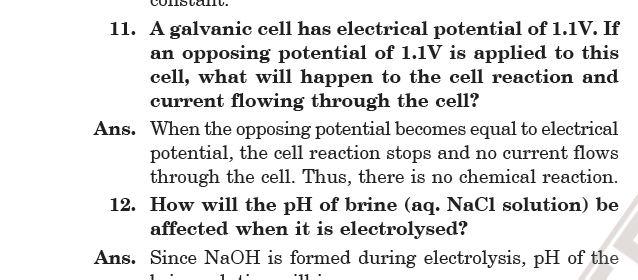 constant.
11. A galvanic cell has electrical potential of 1.1V. If
an opposing potential of 1.1V is applied to this
cell, what will happen to the cell reaction and
current flowing through the cell?
Ans. When the opposing potential becomes equal to electrical
potential, the cell reaction stops and no current flows
through the cell. Thus, there is no chemical reaction.
12. How will the pH of brine (aq. NaCl solution) be
affected when it is electrolysed?
Ans. Since NaOH is formed during electrolysis, pH of the